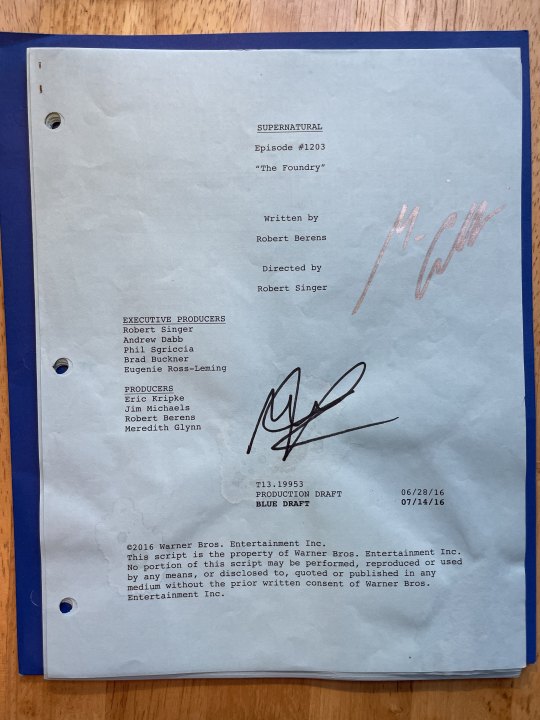 SUPERNATURAL
Episode #1203
“The Foundry”
Written by
Robert Berens
Directed by
Robert Singer
EXECUTIVE PRODUCERS
Robert Singer
Andrew Dabb
Phil Sgriccia
Brad Buckner
Eugenie Ross-Leming
PRODUCERS
Eric Kripke
Jim Michaels
Robert Berens
Meredith Glynn
T13.19953
PRODUCTION DRAFT 06/28/16
BLUE DRAFT 07/14/16
©2016 Warner Bros. Entertainment Inc.
This script is the property of Warner Bros. Entertainment Inc.
No portion of this script may be performed, reproduced or used
by any means, or disclosed to, quoted or published in any
medium without the prior written consent of Warner Bros.
Entertainment Inc.